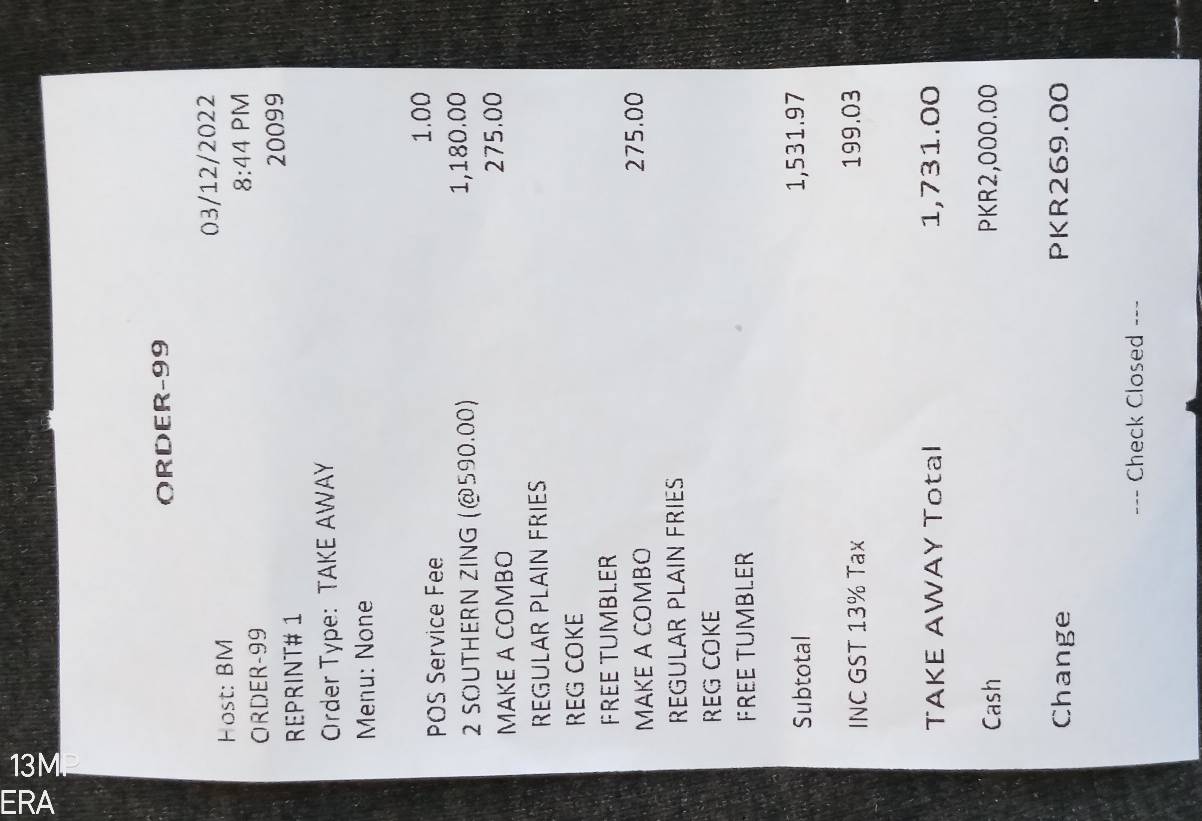 ORDER-99
Host: BM 03/12/2022
ORDER-99 8:44 PM
REPRINT# 1 20099
Order Type: TAKE AWAY
Menu: None
POS Service Fee 1.00
2 SOUTHERN ZING (@590.00) 1,180.00
MAKE A COMBO 275.00
REGULAR PLAIN FRIES
REG COKE
FREE TUMBLER
MAKE A COMBO 275.00
REGULAR PLAIN FRIES
REG COKE
FREE TUMBLER
Subtotal 1,531.97
INC GST 13% Tax 199.03
TAKE AWAY Total 1,731.00
Cash PKR2,000.00
Change PKR269.00
--- Check Closed ---
13MP
ERA